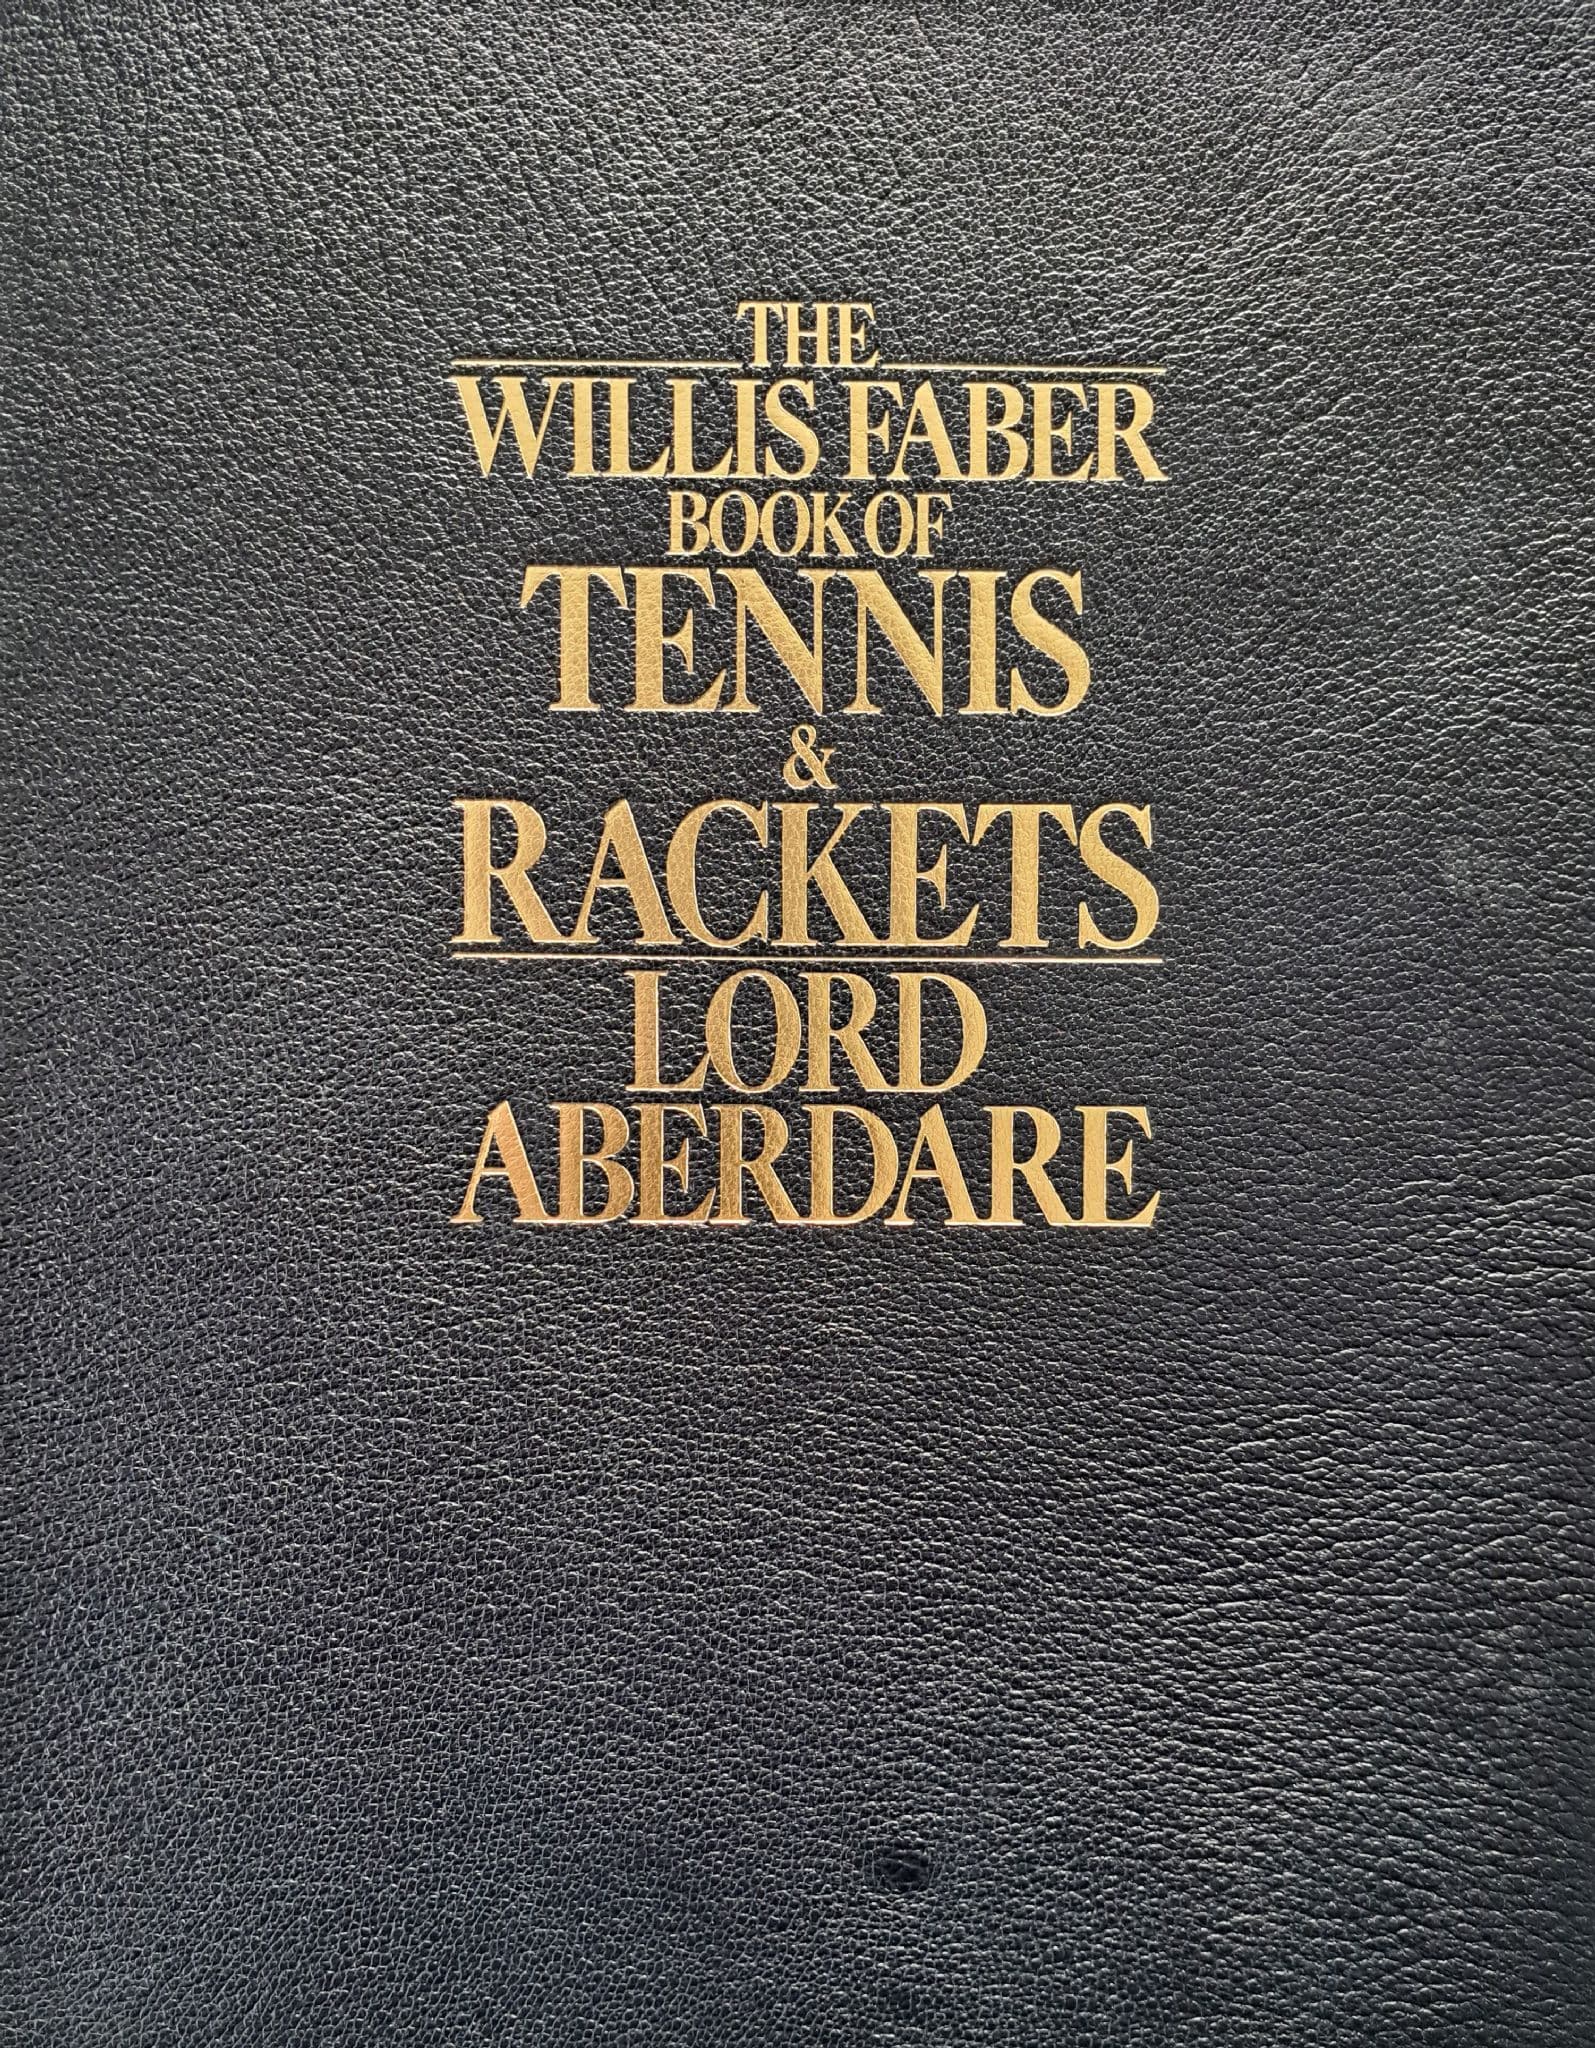 THE
WILLIS FABER
BOOK OF
TENNIS
&
RACKETS
LORD
ABERDARE